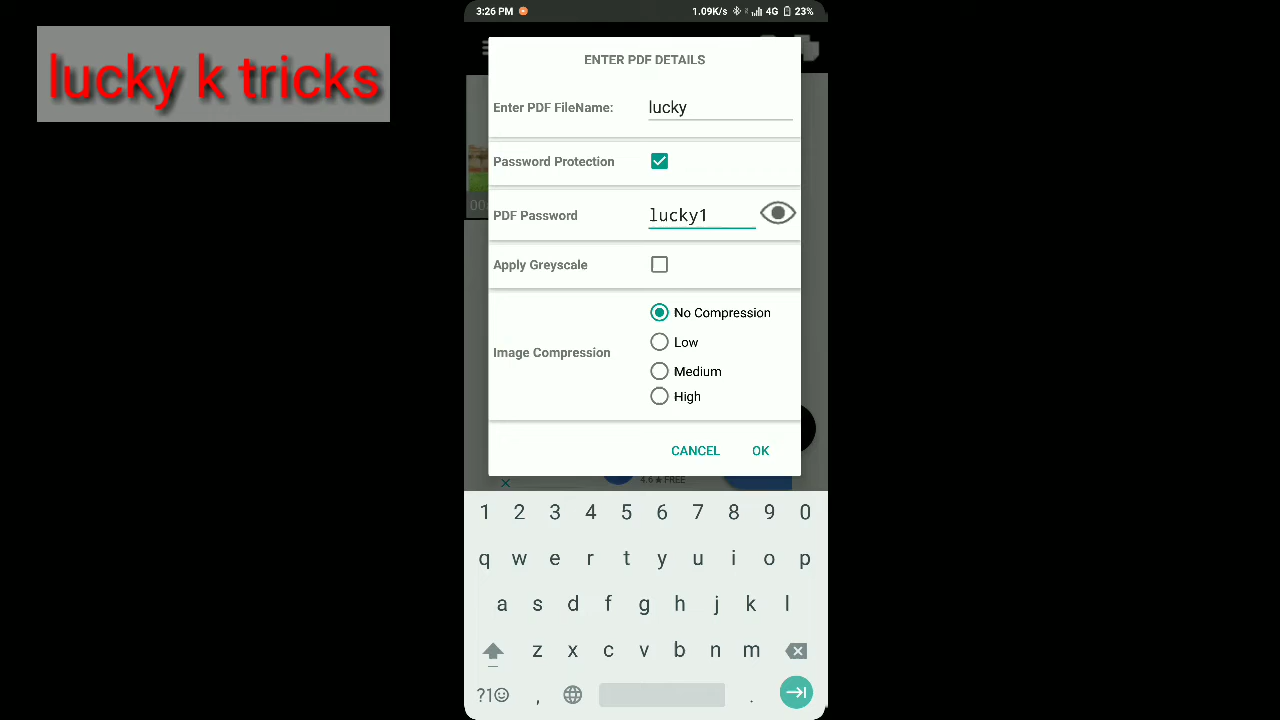 lucky k tricks
3:26 PM 1.09K/s 4G 23%
ENTER PDF DETAILS
Enter PDF FileName: lucky
Password Protection
PDF Password lucky1
Apply Greyscale
Image Compression
No Compression
Low
Medium
High
CANCEL OK
4.6★FREE
1 2 3 4 5 6 7 8 9 0
q w e r t y u i o p
a s d f g h j k l
z x c v b n m
?1☺ , .